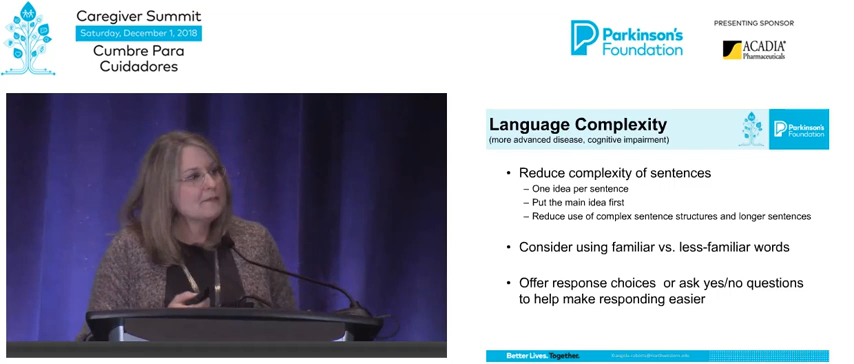 Caregiver Summit
Saturday, December 1, 2018
Cumbre Para
Cuidadores
Parkinson's
Foundation
PRESENTING SPONSOR
ACADIA®
Pharmaceuticals
Language Complexity
(more advanced disease, cognitive impairment)
Parkinson's
Foundation
• Reduce complexity of sentences
– One idea per sentence
– Put the main idea first
– Reduce use of complex sentence structures and longer sentences
• Consider using familiar vs. less-familiar words
• Offer response choices or ask yes/no questions
to help make responding easier
Better Lives. Together.